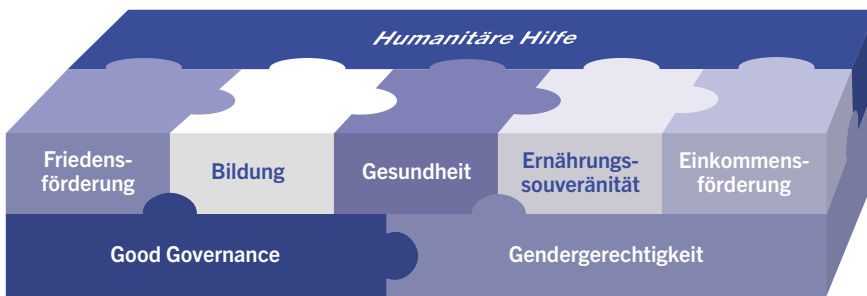 Humanitäre Hilfe
Friedens-
förderung
Bildung
Gesundheit
Ernährungs-
souveränität
Einkommens-
förderung
Good Governance
Gendergerechtigkeit